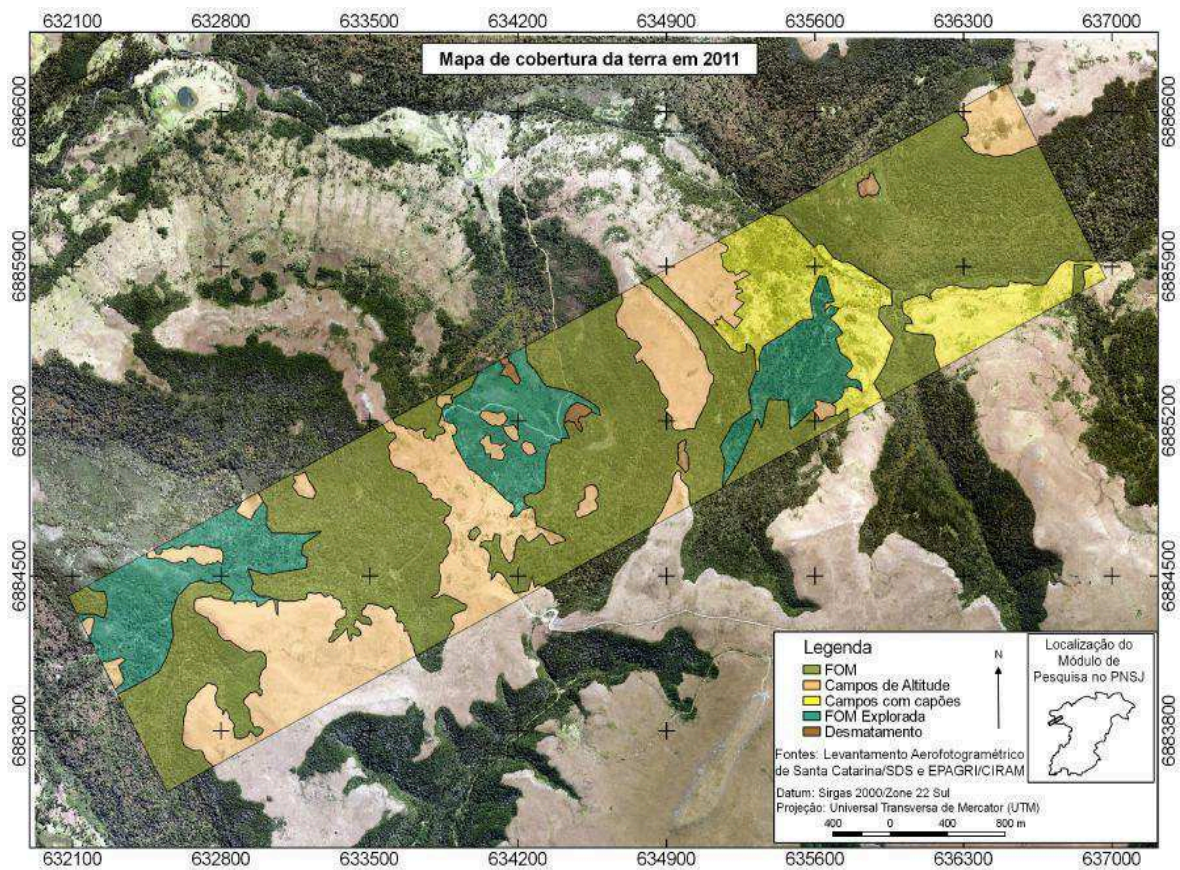 632100 632800 633500 634200 634900 635600 636300 637000
Mapa de cobertura da terra em 2011
6886600 6886600
6885900 6885900
6885200 6885200
6884500 6884500
6883800 6883800
Legenda
FOM
Campos de Altitude
Campos com capões
FOM Explorada
Desmatamento
N
Localização do
Módulo de
Pesquisa no PNSJ
Fontes: Levantamento Aerofotogramétrico
de Santa Catarina/SDS e EPAGRI/CIRAM
Datum: Sirgas 2000/Zone 22 Sul
Projeção: Universal Transversa de Mercator (UTM)
400 0 400 800 m
632100 632800 633500 634200 634900 635600 636300 637000